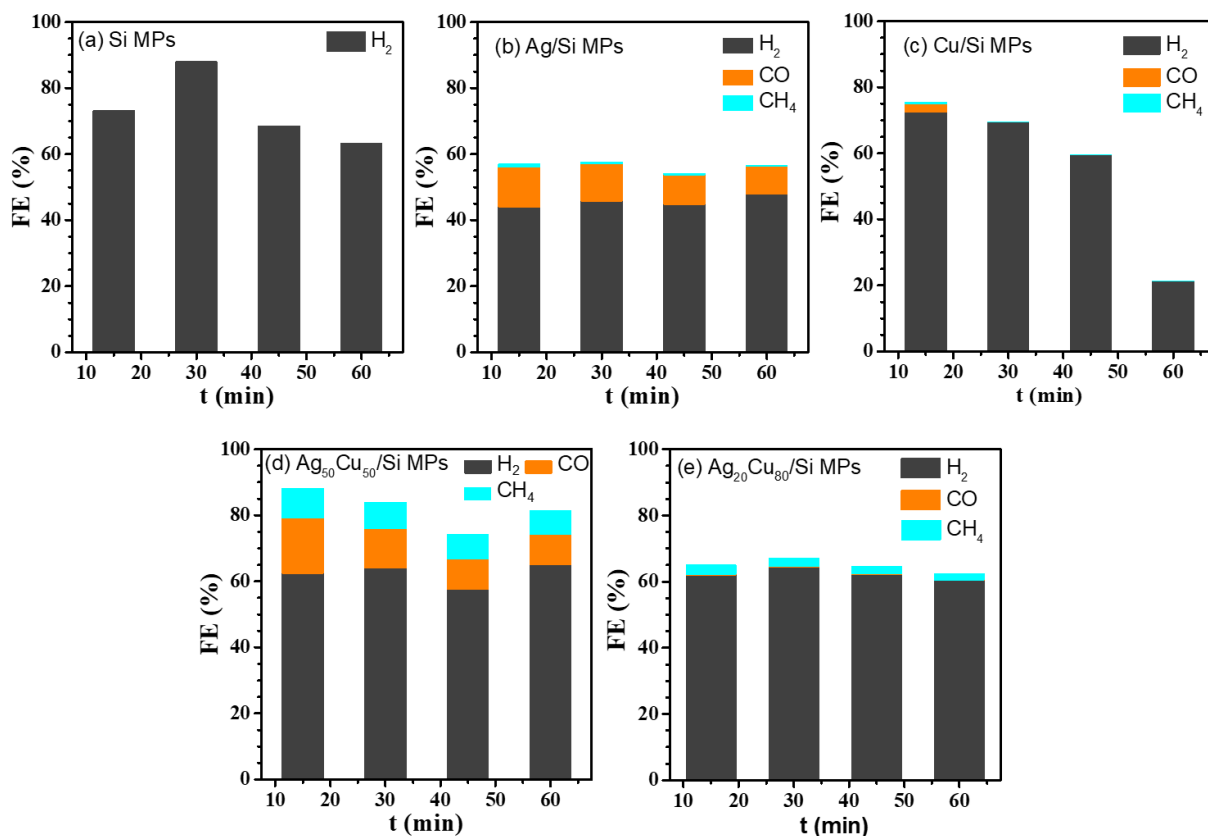 (a) Si MPs
H₂
FE (%)
100
80
60
40
20
0
10 20 30 40 50 60
t (min)
(b) Ag/Si MPs
H₂
CO
CH₄
FE (%)
100
80
60
40
20
0
10 20 30 40 50 60
t (min)
(c) Cu/Si MPs
H₂
CO
CH₄
FE (%)
100
80
60
40
20
0
10 20 30 40 50 60
t (min)
(d) Ag₅₀Cu₅₀/Si MPs
H₂ CO
CH₄
FE (%)
100
80
60
40
20
0
10 20 30 40 50 60
t (min)
(e) Ag₂₀Cu₈₀/Si MPs
H₂
CO
CH₄
FE (%)
100
80
60
40
20
0
10 20 30 40 50 60
t (min)